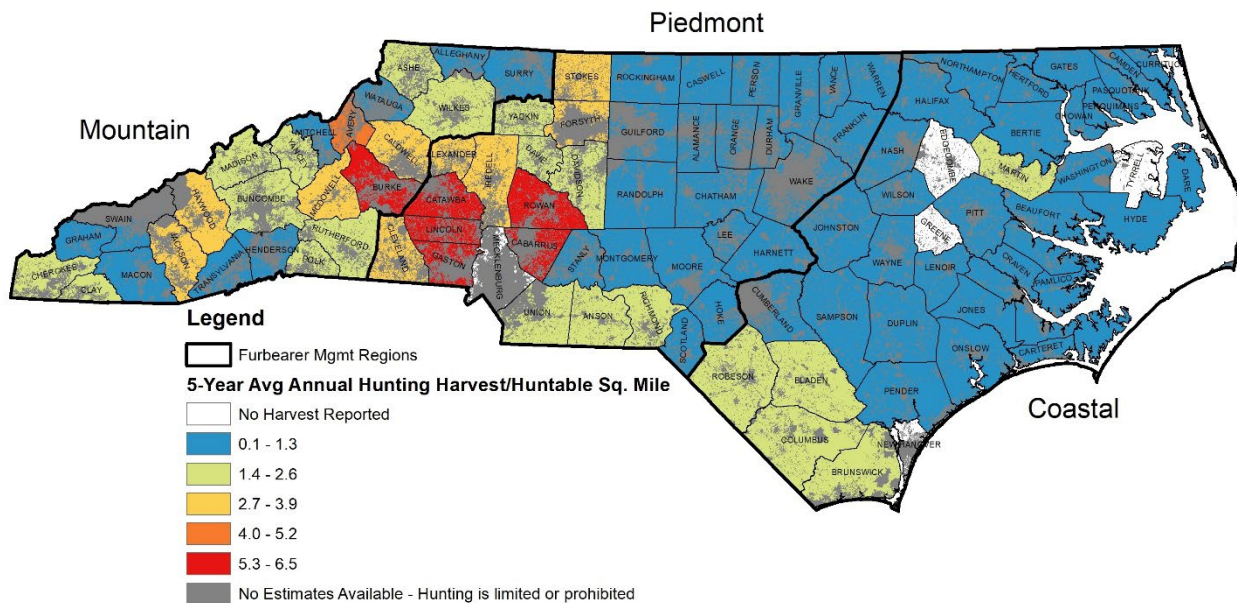 Piedmont
Mountain
Coastal
ALLEGHANY
ASHE
SURRY
STOKES
ROCKINGHAM
CASWELL
PERSON
GRANVILLE
VANCE
WARREN
NORTHAMPTON
HERTFORD
GATES
CAMDEN
CURRITUCK
PASQUOTANK
PERQUIMANS
CHOWAN
HALIFAX
WATAUGA
WILKES
YADKIN
FORSYTH
GUILFORD
ALAMANCE
ORANGE
DURHAM
FRANKLIN
NASH
EDGECOMBE
BERTIE
MARTIN
WASHINGTON
TYRRELL
DARE
MITCHELL
AVERY
CALDWELL
ALEXANDER
IREDELL
DAVIE
DAVIDSON
RANDOLPH
CHATHAM
WAKE
WILSON
PITT
BEAUFORT
HYDE
MADISON
YANCEY
MCDOWELL
BURKE
CATAWBA
ROWAN
SWAIN
HAYWOOD
BUNCOMBE
RUTHERFORD
LINCOLN
CABARRUS
LEE
HARNETT
JOHNSTON
GREENE
WAYNE
LENOIR
CRAVEN
PAMLICO
GRAHAM
JACKSON
HENDERSON
POLK
CLEVELAND
GASTON
MECKLENBURG
STANLY
MONTGOMERY
MOORE
CHEROKEE
CLAY
MACON
TRANSYLVANIA
UNION
ANSON
RICHMOND
SCOTLAND
HOKE
CUMBERLAND
SAMPSON
DUPLIN
JONES
ONSLOW
CARTERET
ROBESON
BLADEN
PENDER
COLUMBUS
NEW HANOVER
BRUNSWICK
Legend
Furbearer Mgmt Regions
5-Year Avg Annual Hunting Harvest/Huntable Sq. Mile
No Harvest Reported
0.1 - 1.3
1.4 - 2.6
2.7 - 3.9
4.0 - 5.2
5.3 - 6.5
No Estimates Available - Hunting is limited or prohibited